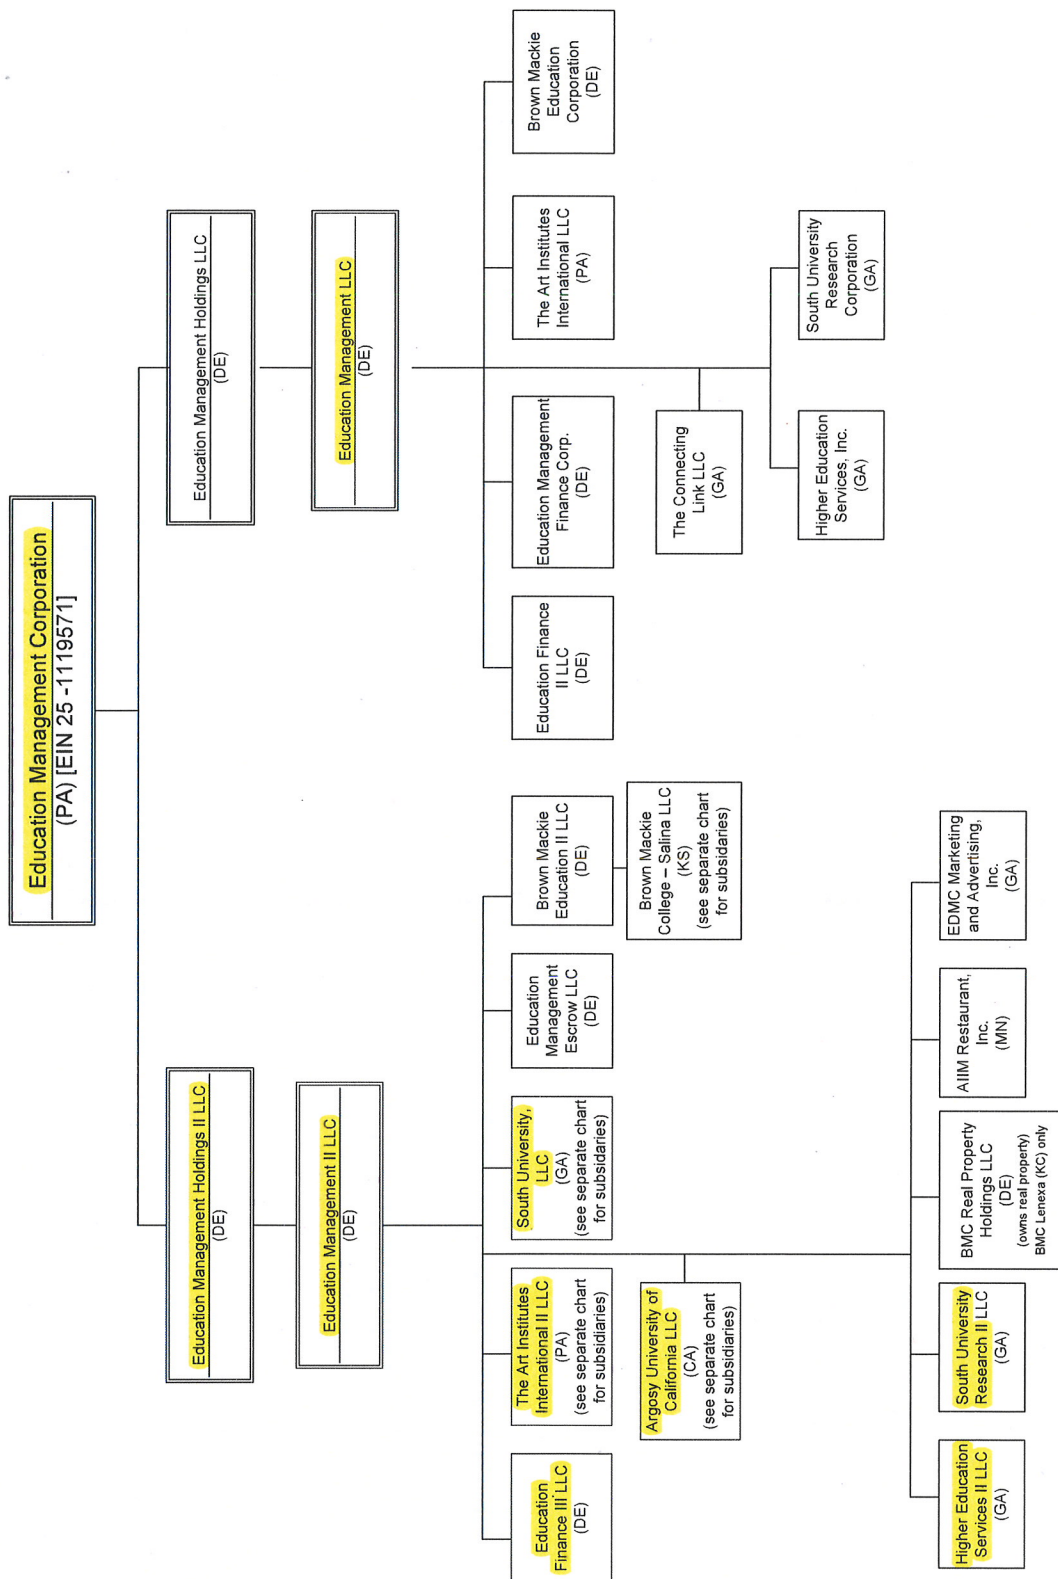 Education Management Corporation
(PA) [EIN 25 -1119571]
Education Management Holdings II LLC
(DE)
Education Management Holdings LLC
(DE)
Education Management II LLC
(DE)
Education Management LLC
(DE)
Education
Finance III LLC
(DE)
The Art Institutes
International II LLC
(PA)
(see separate chart
for subsidiaries)
South University,
LLC
(GA)
(see separate chart
for subsidaries)
Education
Management
Escrow LLC
(DE)
Brown Mackie
Education II LLC
(DE)
Education Finance
II LLC
(DE)
Education Management
Finance Corp.
(DE)
The Art Institutes
International LLC
(PA)
Brown Mackie
Education
Corporation
(DE)
Argosy University of
California LLC
(CA)
(see separate chart
for subsidiaries)
Brown Mackie
College – Salina LLC
(KS)
(see separate chart
for subsidaries)
The Connecting
Link LLC
(GA)
Higher Education
Services, Inc.
(GA)
South University
Research
Corporation
(GA)
Higher Education
Services II LLC
(GA)
South University
Research II LLC
(GA)
BMC Real Property
Holdings LLC
(DE)
(owns real property)
BMC Lenexa (KC) only
AIIM Restaurant,
Inc.
(MN)
EDMC Marketing
and Advertising,
Inc.
(GA)